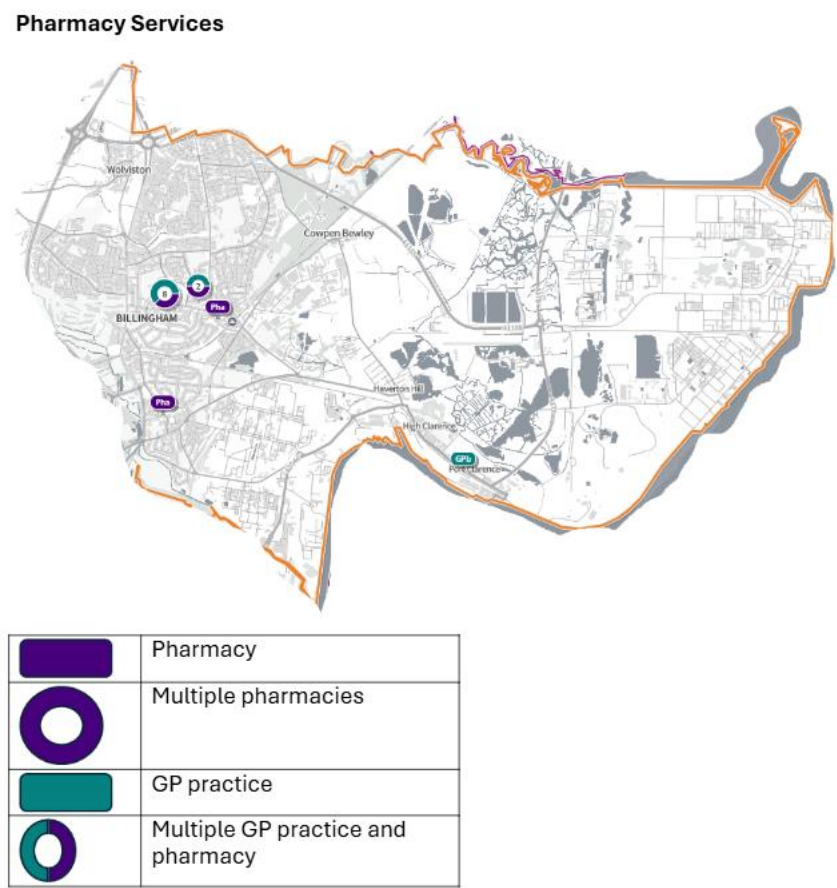 Pharmacy Services
Wolviston
Cowpen Bewley
2
Pha
BILLINGHAM
Haverton Hill
Pha
High Clarence
GPb
Port Clarence
Pharmacy
Multiple pharmacies
GP practice
Multiple GP practice and
pharmacy